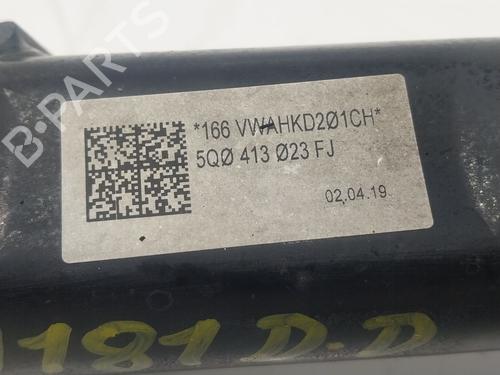 *166 VWAHKD2Ø1CH*
5QØ 413 Ø23 FJ
02.04.19
181 D.D
B-PARTS